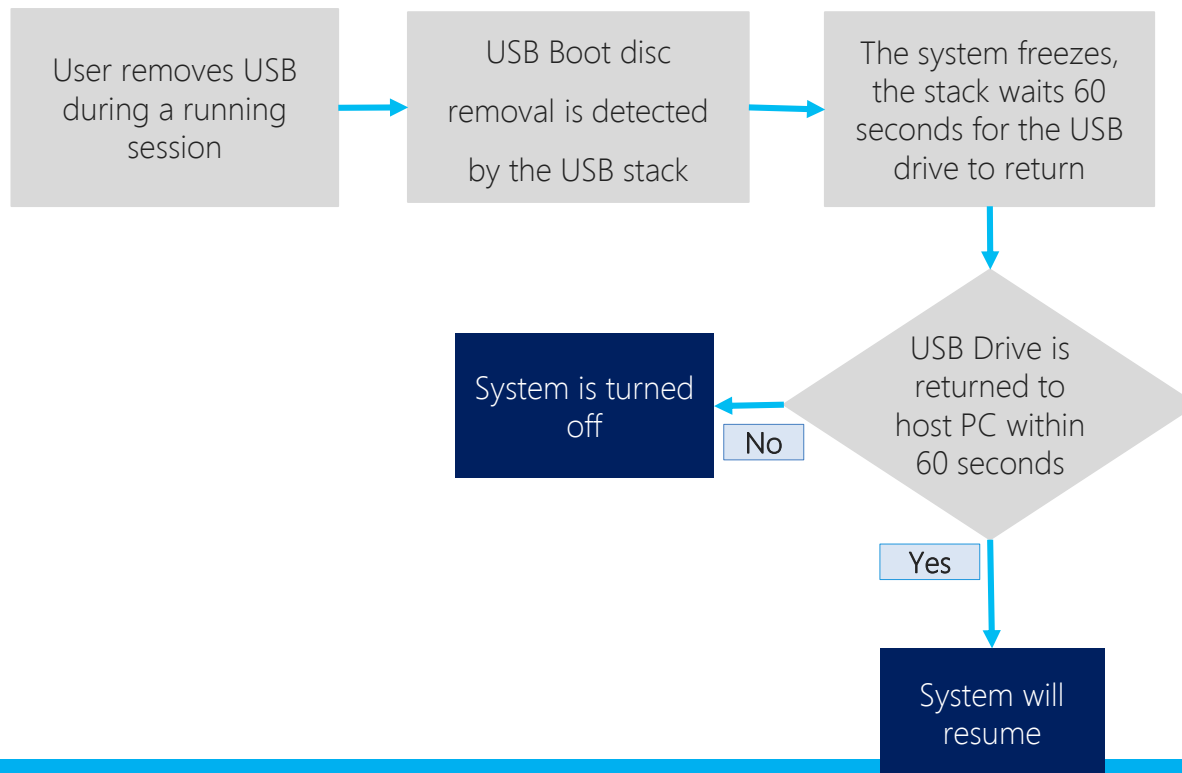 User removes USB
during a running
session
USB Boot disc
removal is detected
by the USB stack
The system freezes,
the stack waits 60
seconds for the USB
drive to return
USB Drive is
returned to
host PC within
60 seconds
System is turned
off
No
Yes
System will
resume